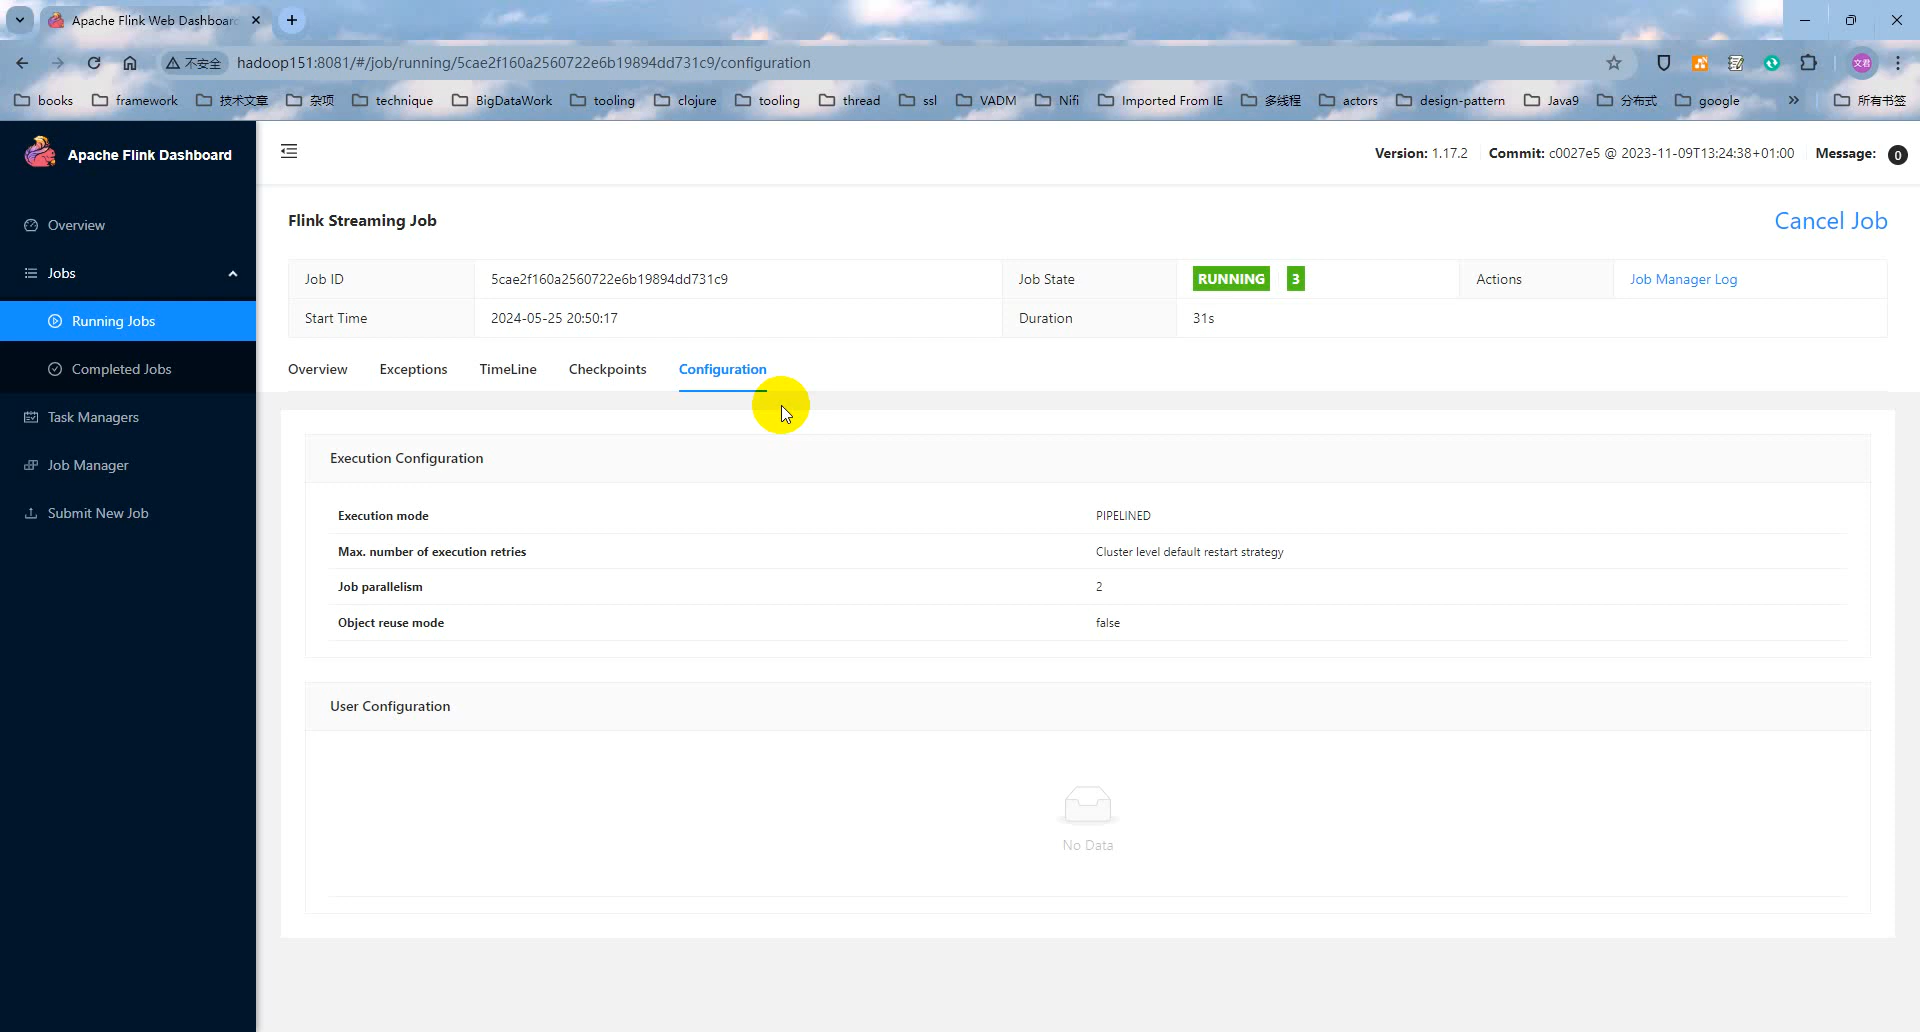 Apache Flink Web Dashboard
不安全 hadoop151:8081/#/job/running/5cae2f160a2560722e6b19894dd731c9/configuration 文君
books framework 技术文章 杂项 technique BigDataWork tooling clojure tooling thread ssl VADM Nifi Imported From IE 多线程 actors design-pattern Java9 分布式 google » 所有书签
Apache Flink Dashboard
Version: 1.17.2 Commit: c0027e5 @ 2023-11-09T13:24:38+01:00 Message: 0
Overview
Jobs
Running Jobs
Completed Jobs
Task Managers
Job Manager
Submit New Job
Flink Streaming Job
Cancel Job
Job ID 5cae2f160a2560722e6b19894dd731c9 Job State RUNNING 3 Actions Job Manager Log
Start Time 2024-05-25 20:50:17 Duration 31s
Overview Exceptions TimeLine Checkpoints Configuration
Execution Configuration
Execution mode PIPELINED
Max. number of execution retries Cluster level default restart strategy
Job parallelism 2
Object reuse mode false
User Configuration
No Data